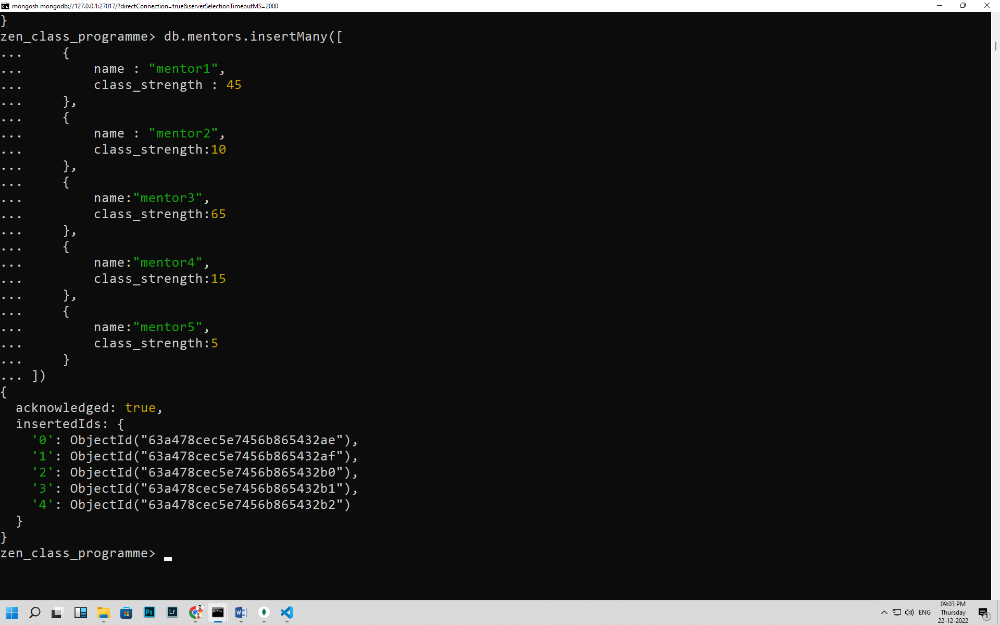 mongosh mongodb://127.0.0.1:27017/?directConnection=true&serverSelectionTimeoutMS=2000
}
zen_class_programme> db.mentors.insertMany([
...     {
...         name : "mentor1",
...         class_strength : 45
...     },
...     {
...         name : "mentor2",
...         class_strength:10
...     },
...     {
...         name:"mentor3",
...         class_strength:65
...     },
...     {
...         name:"mentor4",
...         class_strength:15
...     },
...     {
...         name:"mentor5",
...         class_strength:5
...     }
... ])
{
  acknowledged: true,
  insertedIds: {
    '0': ObjectId("63a478cec5e7456b865432ae"),
    '1': ObjectId("63a478cec5e7456b865432af"),
    '2': ObjectId("63a478cec5e7456b865432b0"),
    '3': ObjectId("63a478cec5e7456b865432b1"),
    '4': ObjectId("63a478cec5e7456b865432b2")
  }
}
zen_class_programme>
Ps
Lr
W
ENG
09:03 PM
Thursday
22-12-2022
1